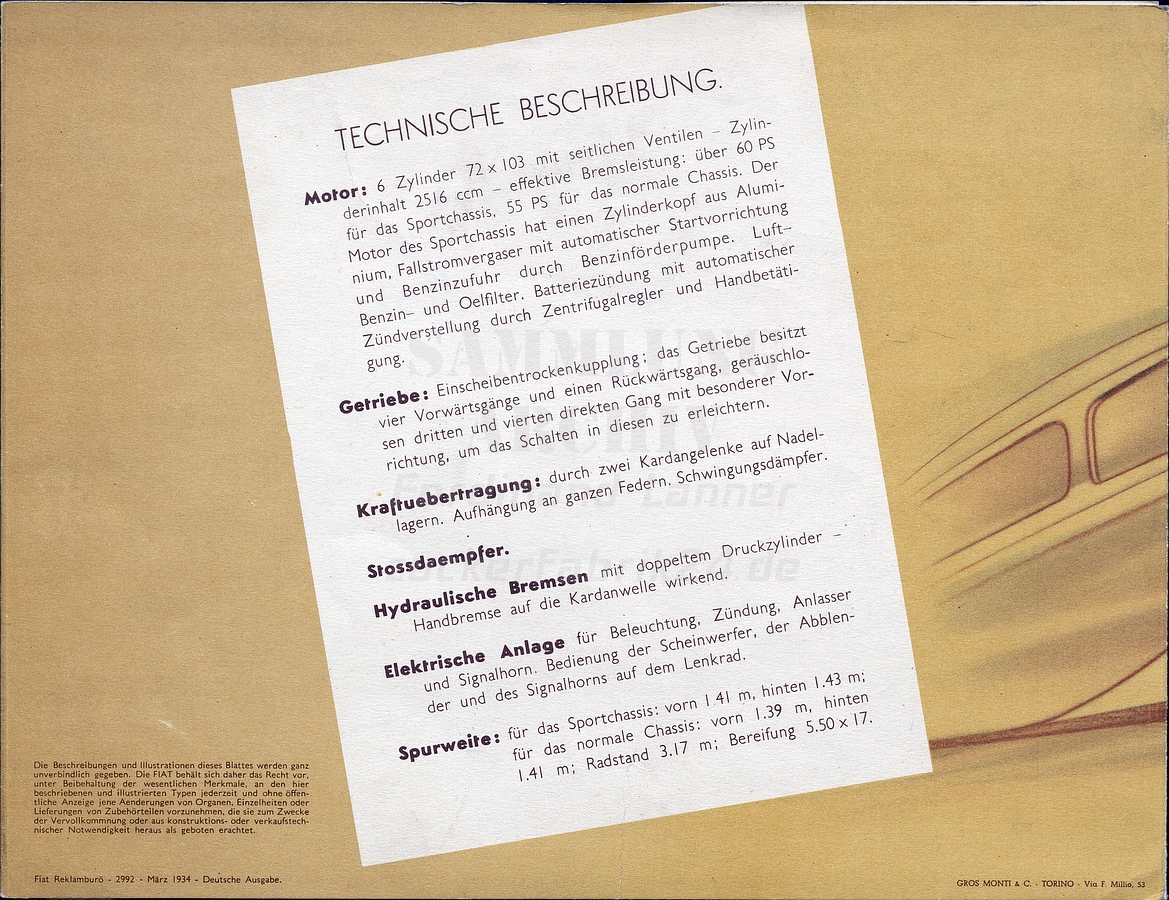 TECHNISCHE BESCHREIBUNG.
Motor: 6 Zylinder 72 x 103 mit seitlichen Ventilen – Zylin-
derinhalt 2516 ccm – effektive Bremsleistung: über 60 PS
für das Sportchassis, 55 PS für das normale Chassis. Der
Motor des Sportchassis hat einen Zylinderkopf aus Alumi-
nium, Fallstromvergaser mit automatischer Startvorrichtung
und Benzinzufuhr durch Benzinförderpumpe. Luft-
Benzin- und Oelfilter. Batteriezündung mit automatischer
Zündverstellung durch Zentrifugalregler und Handbetäti-
gung.
Getriebe: Einscheibentrockenkupplung; das Getriebe besitzt
vier Vorwärtsgänge und einen Rückwärtsgang, geräuschlo-
sen dritten und vierten direkten Gang mit besonderer Vor-
richtung, um das Schalten in diesen zu erleichtern.
Kraftuebertragung: durch zwei Kardangelenke auf Nadel-
lagern. Aufhängung an ganzen Federn. Schwingungsdämpfer.
Stossdaempfer.
Hydraulische Bremsen mit doppeltem Druckzylinder –
Handbremse auf die Kardanwelle wirkend.
Elektrische Anlage für Beleuchtung, Zündung, Anlasser
und Signalhorn. Bedienung der Scheinwerfer, der Abblen-
der und des Signalhorns auf dem Lenkrad.
Spurweite: für das Sportchassis: vorn 1.41 m, hinten 1.43 m;
für das normale Chassis: vorn 1.39 m, hinten
1.41 m; Radstand 3.17 m; Bereifung 5.50 x 17.
SAMMLUNG
ARCHIV
Lanner
Die Beschreibungen und Illustrationen dieses Blattes werden ganz
unverbindlich gegeben. Die FIAT behält sich daher das Recht vor,
unter Beibehaltung der wesentlichen Merkmale, an den hier
beschriebenen und illustrierten Typen jederzeit und ohne öffen-
tliche Anzeige jene Aenderungen von Organen, Einzelheiten oder
Lieferungen von Zubehörteilen vorzunehmen, die sie zum Zwecke
der Vervollkommnung oder aus konstruktions- oder verkaufstech-
nischer Notwendigkeit heraus als geboten erachtet.
Fiat Reklamburö - 2992 - März 1934 - Deutsche Ausgabe.
GROS MONTI & C. - TORINO - Via F. Millio, 53